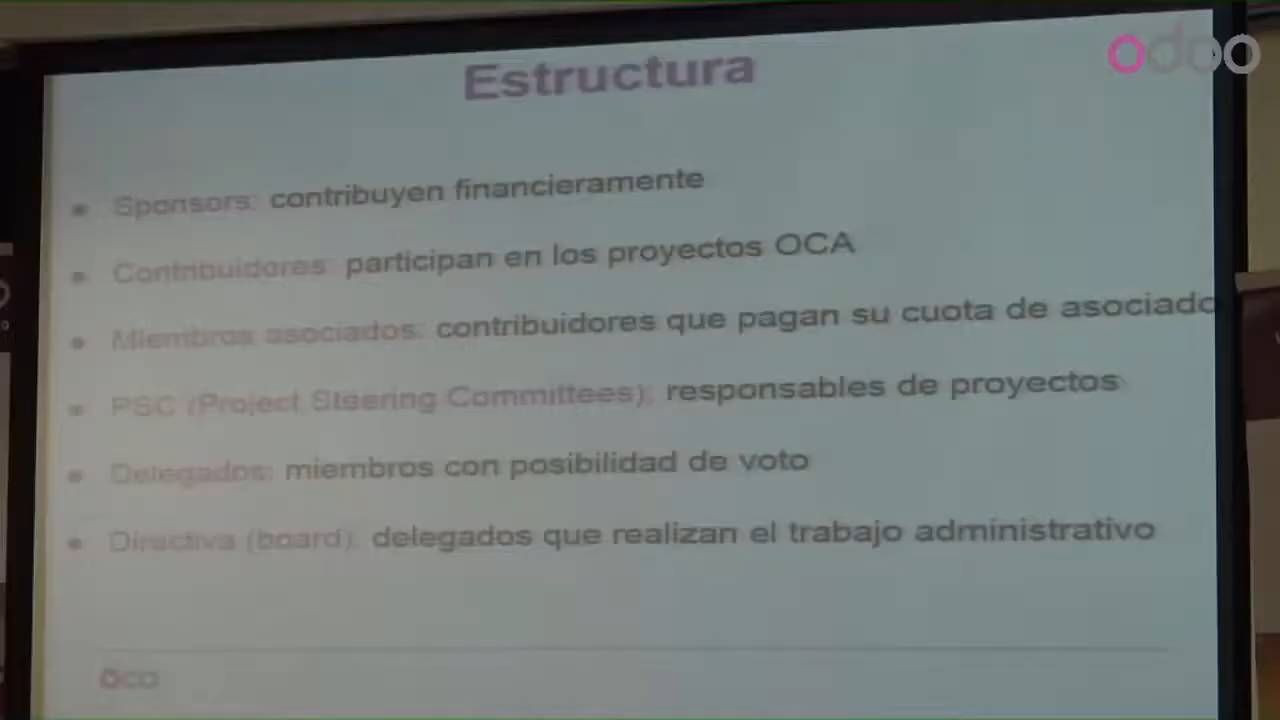 odoo
Estructura
• Sponsors: contribuyen financieramente
• Contribuidores: participan en los proyectos OCA
• Miembros asociados: contribuidores que pagan su cuota de asociado
• PSC (Project Steering Committees): responsables de proyectos
• Delegados: miembros con posibilidad de voto
• Directiva (board): delegados que realizan el trabajo administrativo